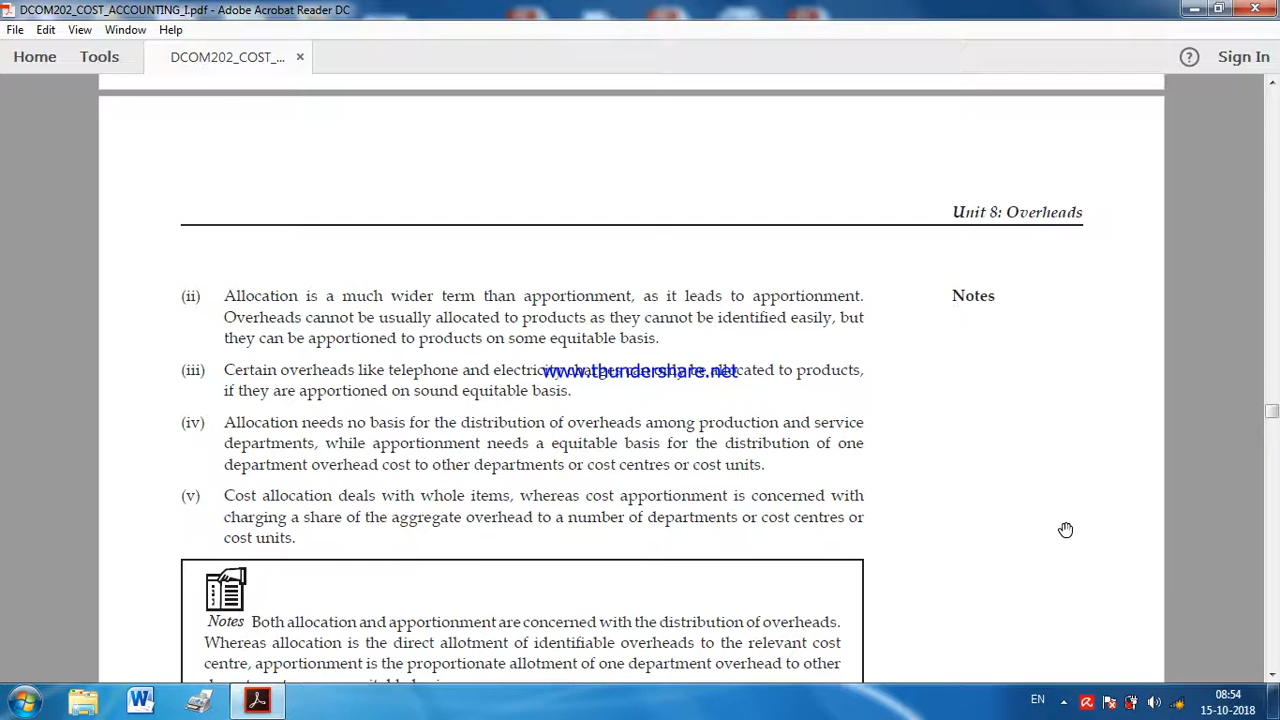 DCOM202_COST_ACCOUNTING_I.pdf - Adobe Acrobat Reader DC
File Edit View Window Help
Home Tools DCOM202_COST_... × ? Sign In
Unit 8: Overheads
(ii) Allocation is a much wider term than apportionment, as it leads to apportionment. Notes
Overheads cannot be usually allocated to products as they cannot be identified easily, but
they can be apportioned to products on some equitable basis.
(iii) Certain overheads like telephone and electricity charges can only be allocated to products,
www.thundershare.net
if they are apportioned on sound equitable basis.
(iv) Allocation needs no basis for the distribution of overheads among production and service
departments, while apportionment needs a equitable basis for the distribution of one
department overhead cost to other departments or cost centres or cost units.
(v) Cost allocation deals with whole items, whereas cost apportionment is concerned with
charging a share of the aggregate overhead to a number of departments or cost centres or
cost units.
Notes Both allocation and apportionment are concerned with the distribution of overheads.
Whereas allocation is the direct allotment of identifiable overheads to the relevant cost
centre, apportionment is the proportionate allotment of one department overhead to other
EN 08:54
15-10-2018